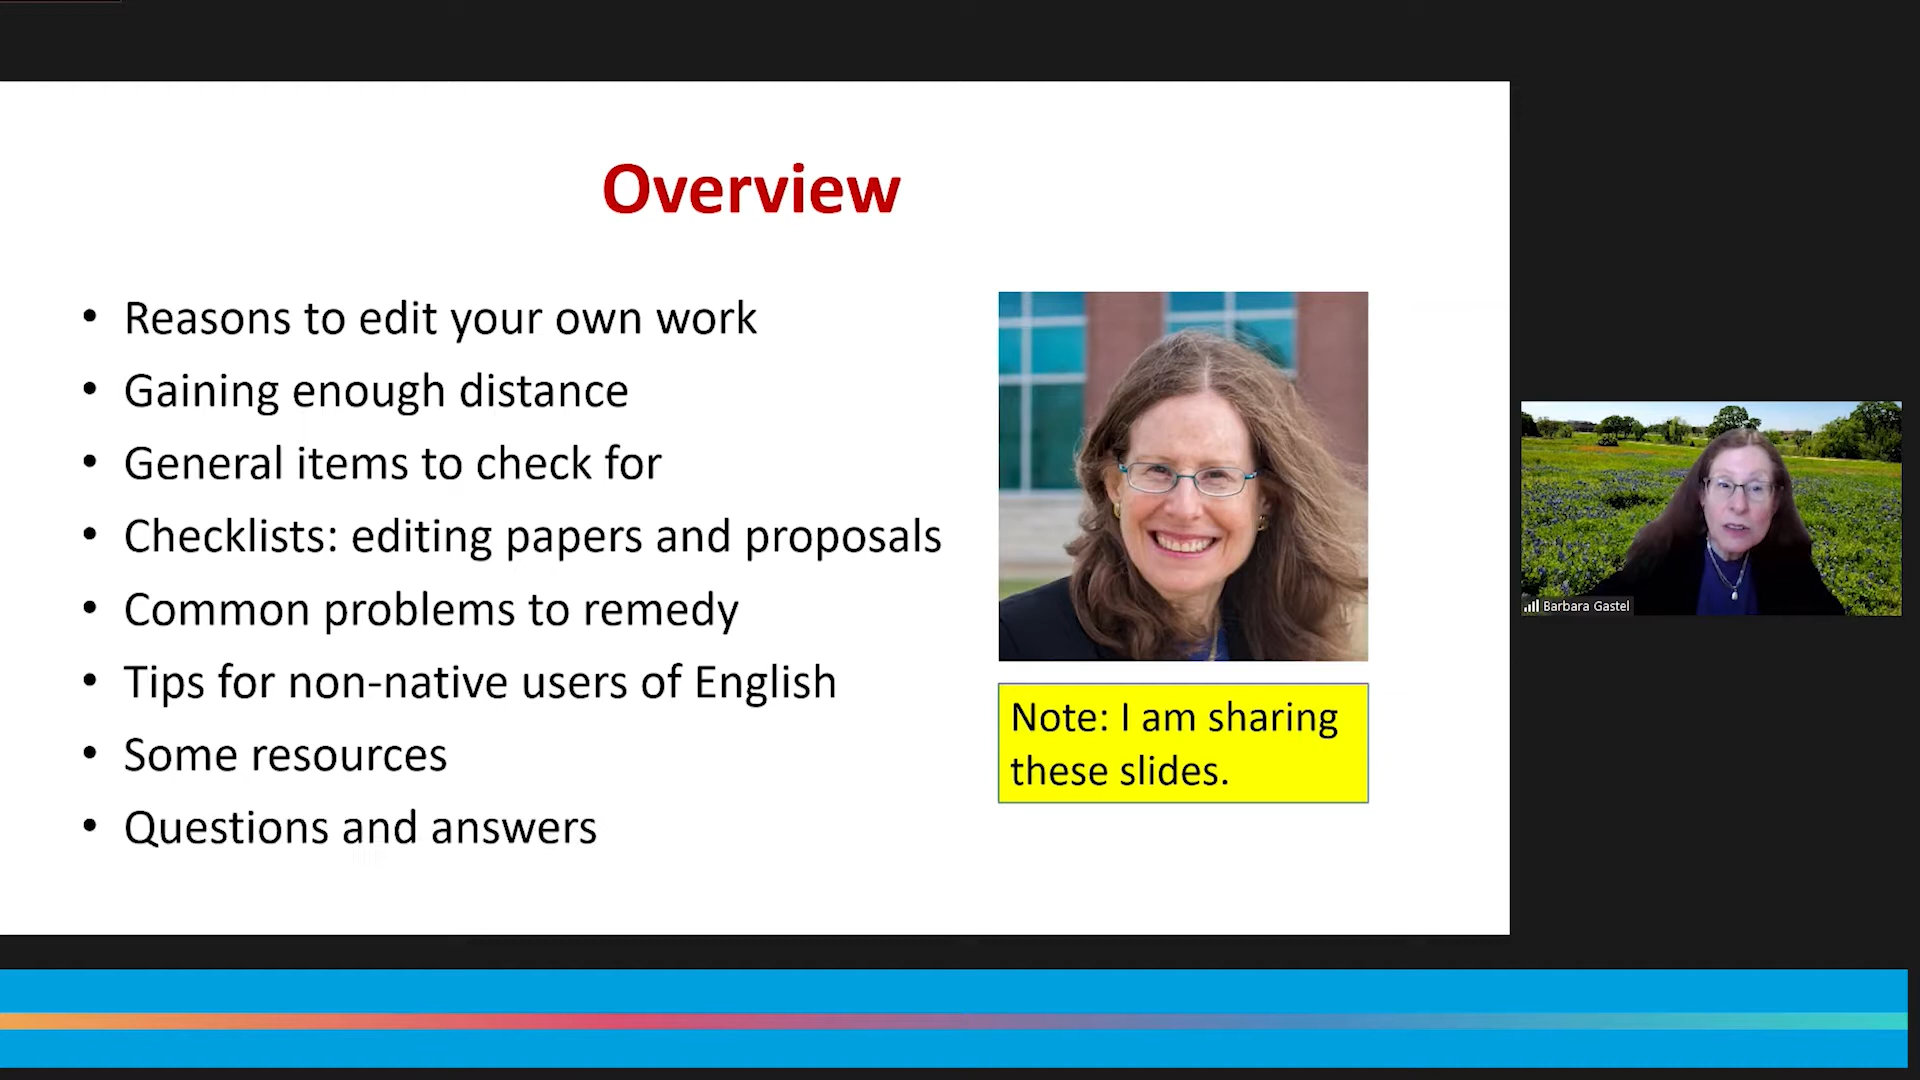 Overview
• Reasons to edit your own work
• Gaining enough distance
• General items to check for
• Checklists: editing papers and proposals
• Common problems to remedy
• Tips for non-native users of English
• Some resources
• Questions and answers
Note: I am sharing
these slides.
Barbara Gastel